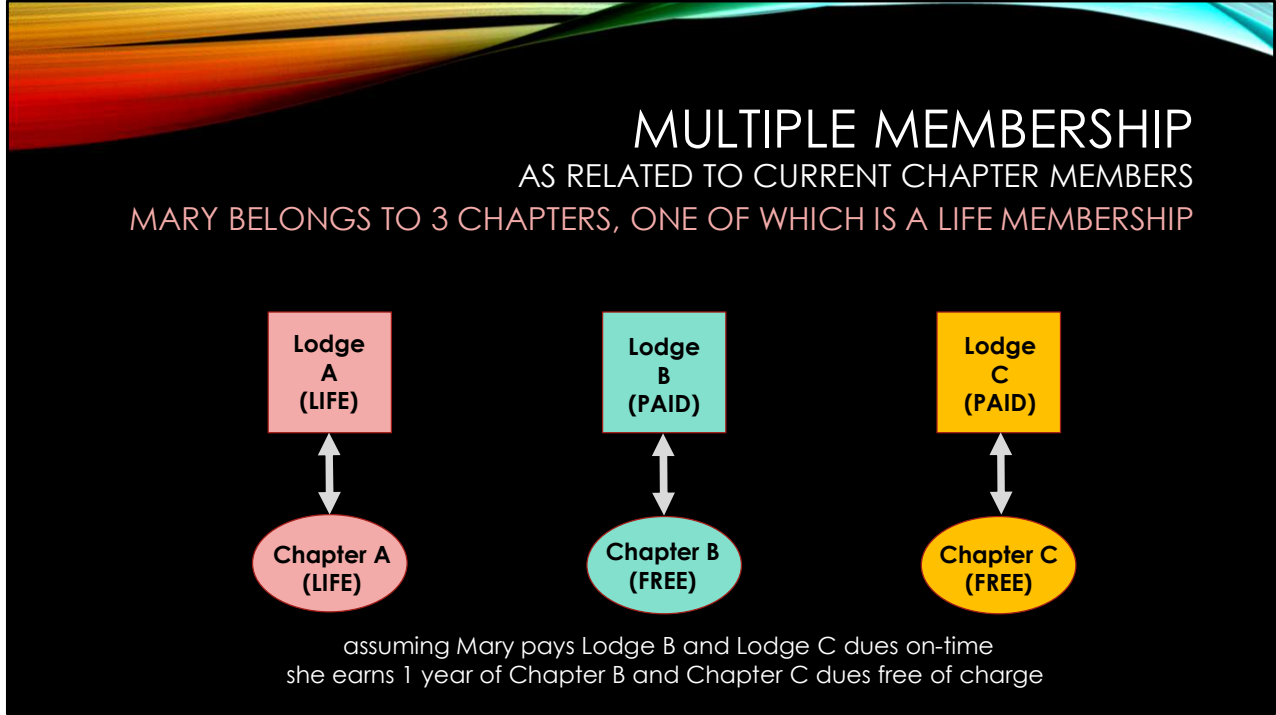 MULTIPLE MEMBERSHIP
AS RELATED TO CURRENT CHAPTER MEMBERS
MARY BELONGS TO 3 CHAPTERS, ONE OF WHICH IS A LIFE MEMBERSHIP
Lodge
A
(LIFE)
Lodge
B
(PAID)
Lodge
C
(PAID)
Chapter A
(LIFE)
Chapter B
(FREE)
Chapter C
(FREE)
assuming Mary pays Lodge B and Lodge C dues on-time
she earns 1 year of Chapter B and Chapter C dues free of charge